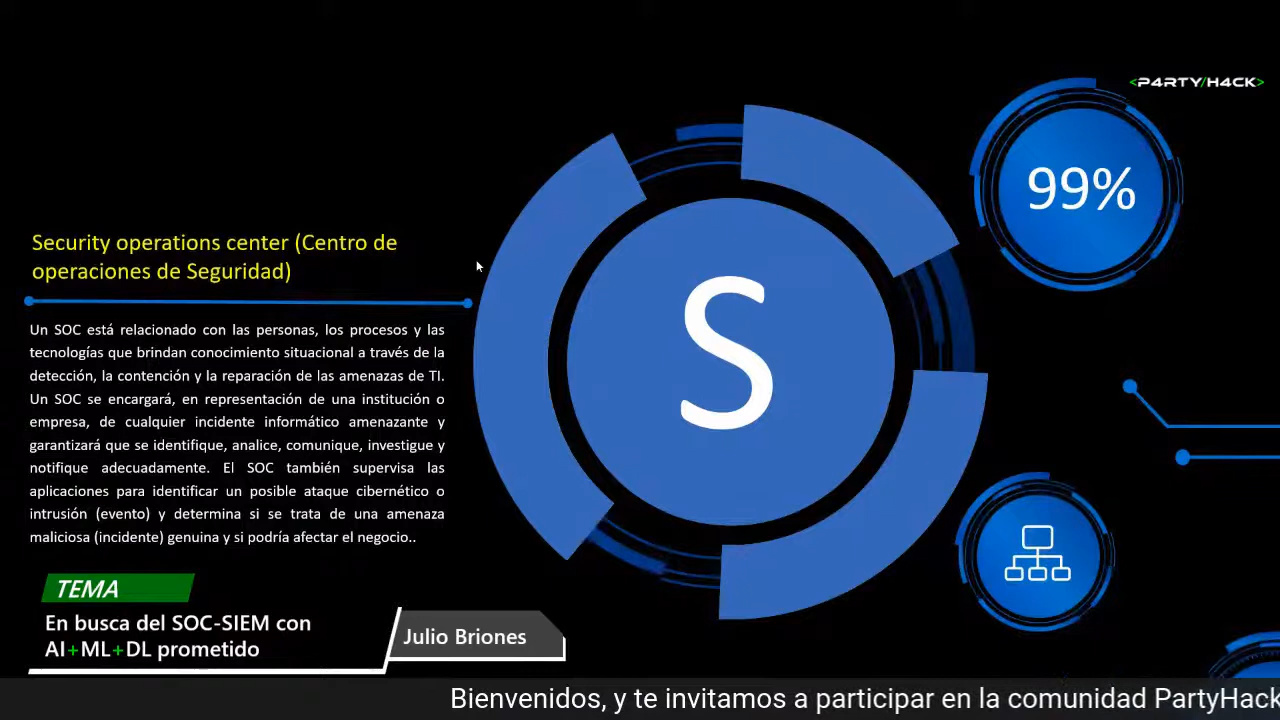 <P4RTY/H4CK>
99%
Security operations center (Centro de
operaciones de Seguridad)
S
Un SOC está relacionado con las personas, los procesos y las
tecnologías que brindan conocimiento situacional a través de la
detección, la contención y la reparación de las amenazas de TI.
Un SOC se encargará, en representación de una institución o
empresa, de cualquier incidente informático amenazante y
garantizará que se identifique, analice, comunique, investigue y
notifique adecuadamente. El SOC también supervisa las
aplicaciones para identificar un posible ataque cibernético o
intrusión (evento) y determina si se trata de una amenaza
maliciosa (incidente) genuina y si podría afectar el negocio..
TEMA
En busca del SOC-SIEM con
AI+ML+DL prometido
Julio Briones
Bienvenidos, y te invitamos a participar en la comunidad PartyHack